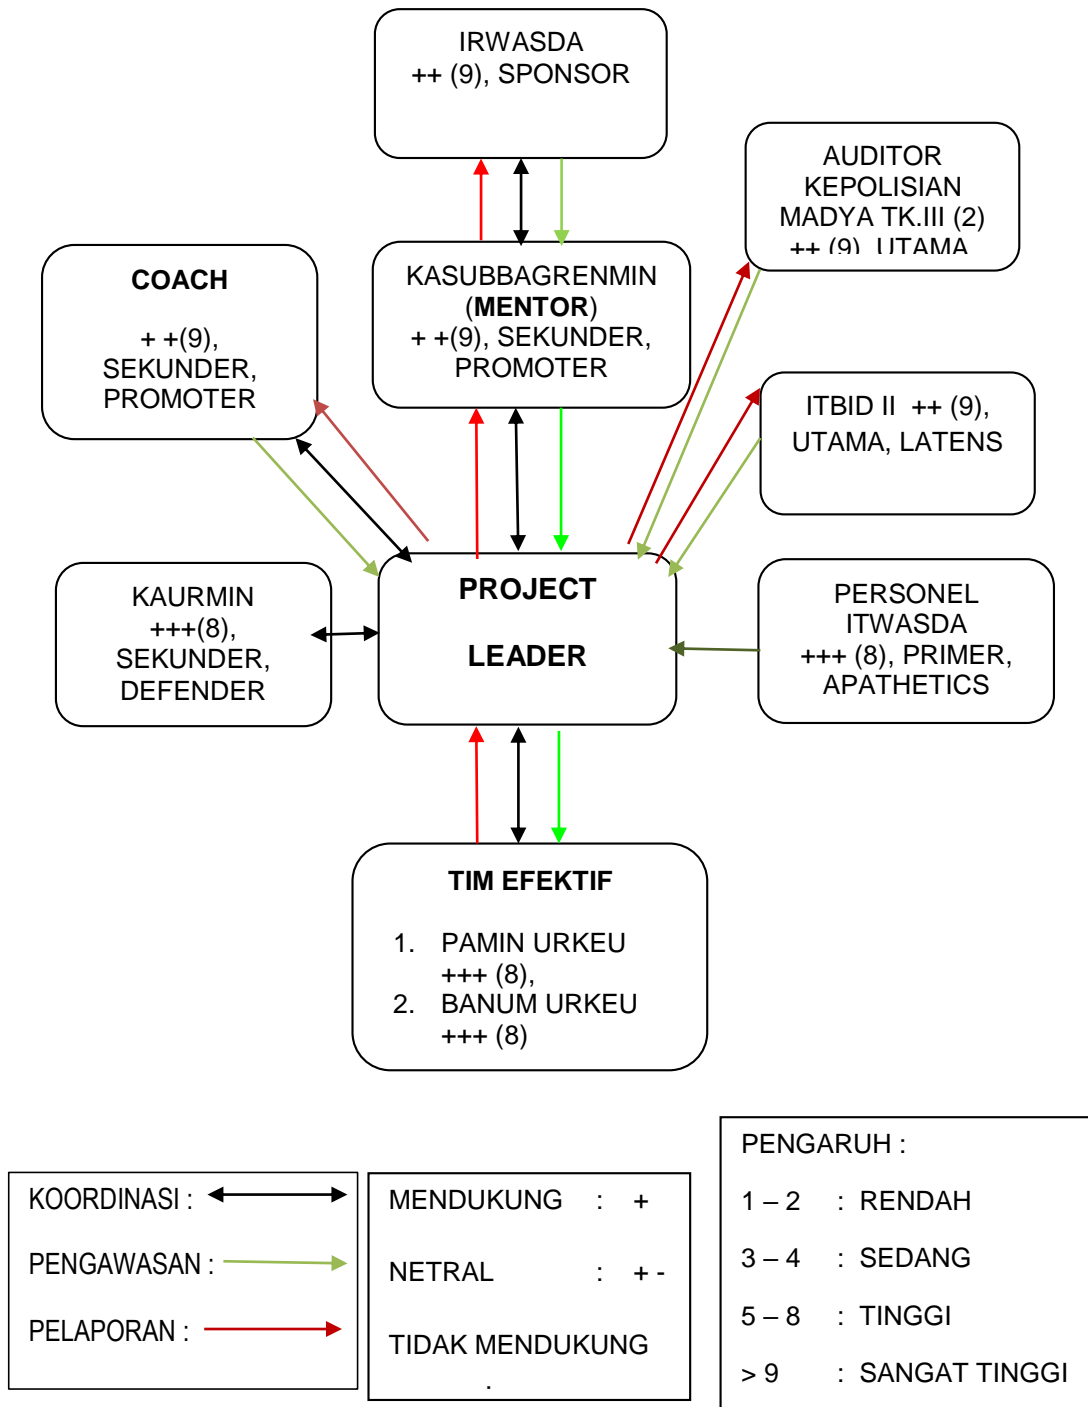 IRWASDA
++ (9), SPONSOR
AUDITOR
KEPOLISIAN
MADYA TK.III (2)
++ (9), UTAMA
COACH
+ +(9),
SEKUNDER,
PROMOTER
KASUBBAGRENMIN
(MENTOR)
+ +(9), SEKUNDER,
PROMOTER
ITBID II ++ (9),
UTAMA, LATENS
KAURMIN
+++(8),
SEKUNDER,
DEFENDER
PROJECT
LEADER
PERSONEL
ITWASDA
+++ (8), PRIMER,
APATHETICS
TIM EFEKTIF
1. PAMIN URKEU
+++ (8),
2. BANUM URKEU
+++ (8)
KOORDINASI :
PENGAWASAN :
PELAPORAN :
MENDUKUNG : +
NETRAL : + -
TIDAK MENDUKUNG
.
PENGARUH :
1 – 2 : RENDAH
3 – 4 : SEDANG
5 – 8 : TINGGI
> 9 : SANGAT TINGGI